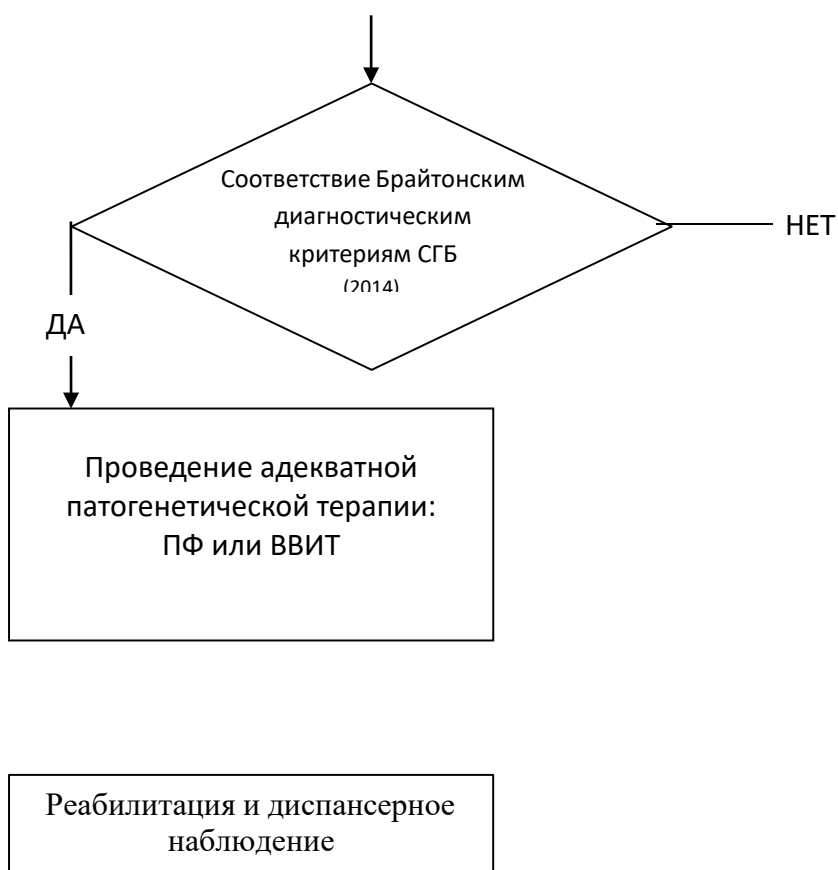 Соответствие Брайтонским
диагностическим
критериям СГБ
(2014)
НЕТ
ДА
Проведение адекватной
патогенетической терапии:
ПФ или ВВИТ
Реабилитация и диспансерное
наблюдение